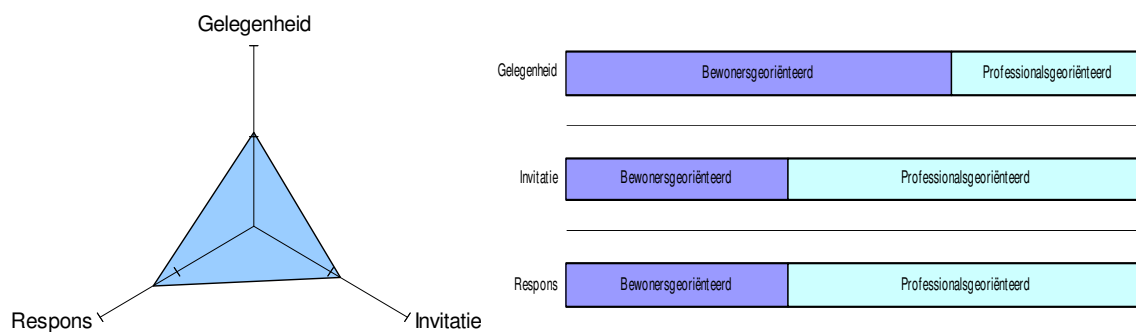 Gelegenheid
Respons
Invitatie
Gelegenheid Bewonersgeoriënteerd Professionalsgeoriënteerd
Invitatie Bewonersgeoriënteerd Professionalsgeoriënteerd
Respons Bewonersgeoriënteerd Professionalsgeoriënteerd